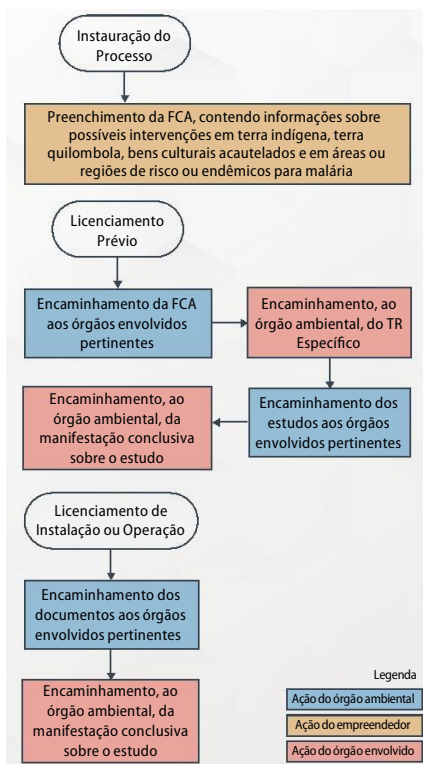 Instauração do
Processo
Preenchimento da FCA, contendo informações sobre
possíveis intervenções em terra indígena, terra
quilombola, bens culturais acautelados e em áreas ou
regiões de risco ou endêmicos para malária
Licenciamento
Prévio
Encaminhamento da FCA
aos órgãos envolvidos
pertinentes
Encaminhamento, ao
órgão ambiental, do TR
Específico
Encaminhamento dos
estudos aos órgãos
envolvidos pertinentes
Encaminhamento, ao
órgão ambiental, da
manifestação conclusiva
sobre o estudo
Licenciamento de
Instalação ou Operação
Encaminhamento dos
documentos aos órgãos
envolvidos pertinentes
Encaminhamento, ao
órgão ambiental, da
manifestação conclusiva
sobre o estudo
Legenda
Ação do órgão ambiental
Ação do empreendedor
Ação do órgão envolvido